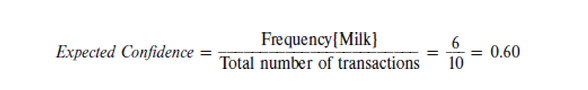 Expected Confidence = Frequency{Milk} / Total number of transactions = 6 / 10 = 0.60